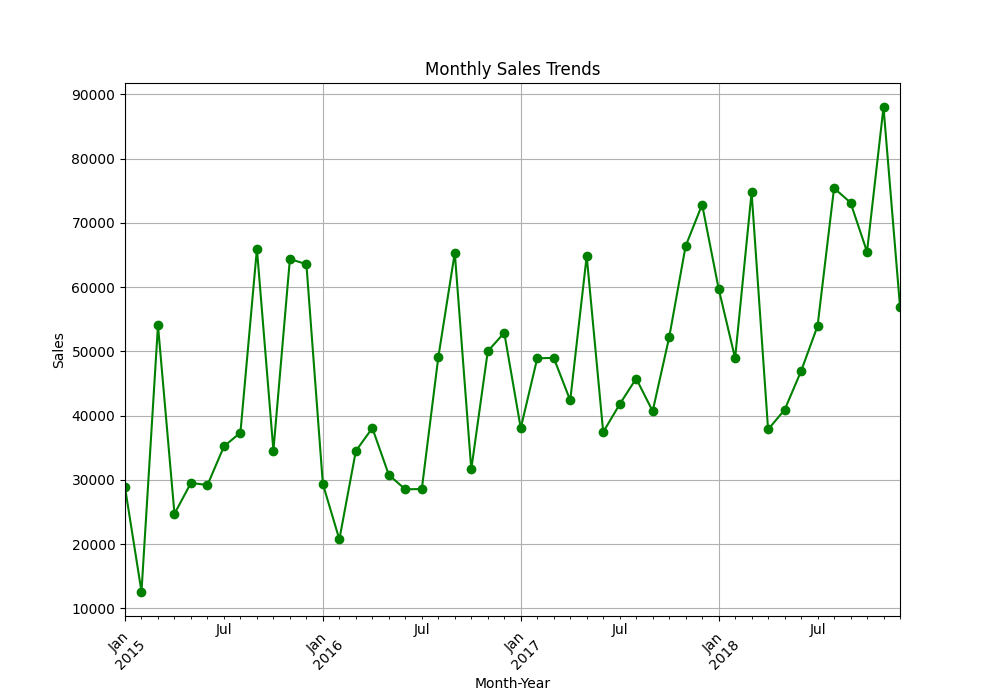 Monthly Sales Trends
90000
80000
70000
60000
50000
40000
30000
20000
10000
Sales
Jan
2015
Jul
Jan
2016
Jul
Jan
2017
Jul
Jan
2018
Jul
Month-Year